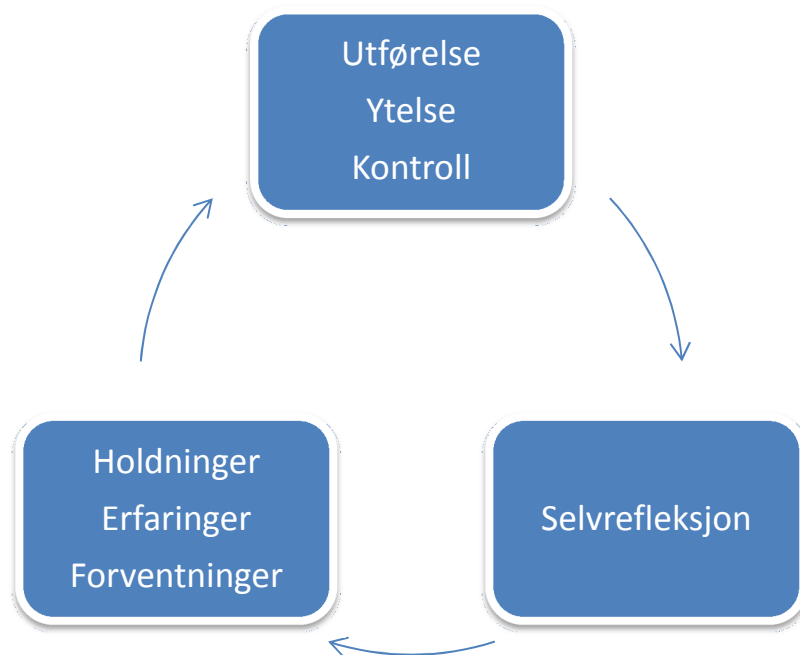 Utførelse
Ytelse
Kontroll
Holdninger
Erfaringer
Forventninger
Selvrefleksjon